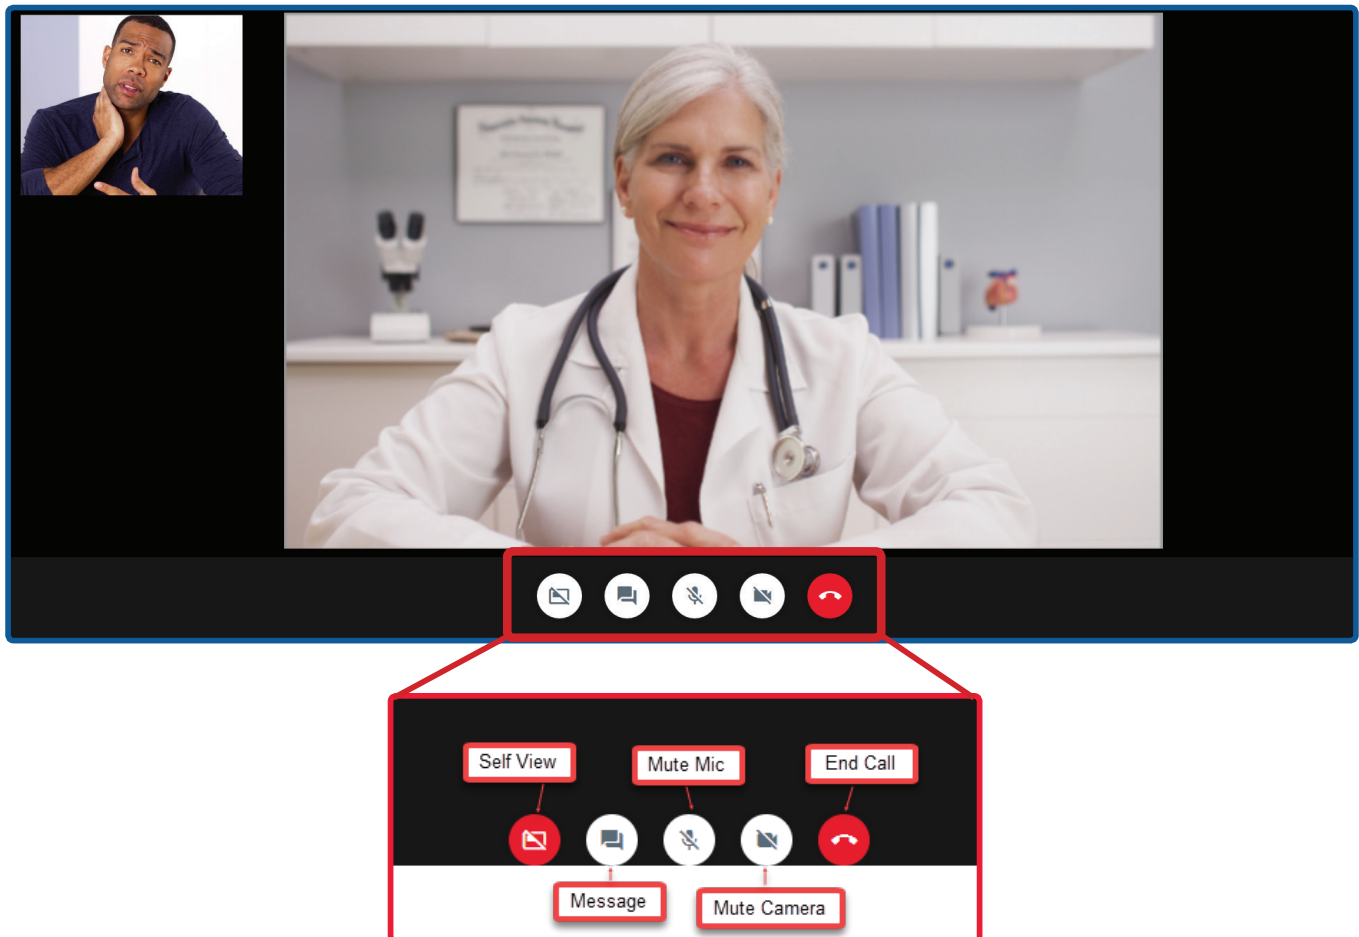 Self View
Mute Mic
End Call
Message
Mute Camera